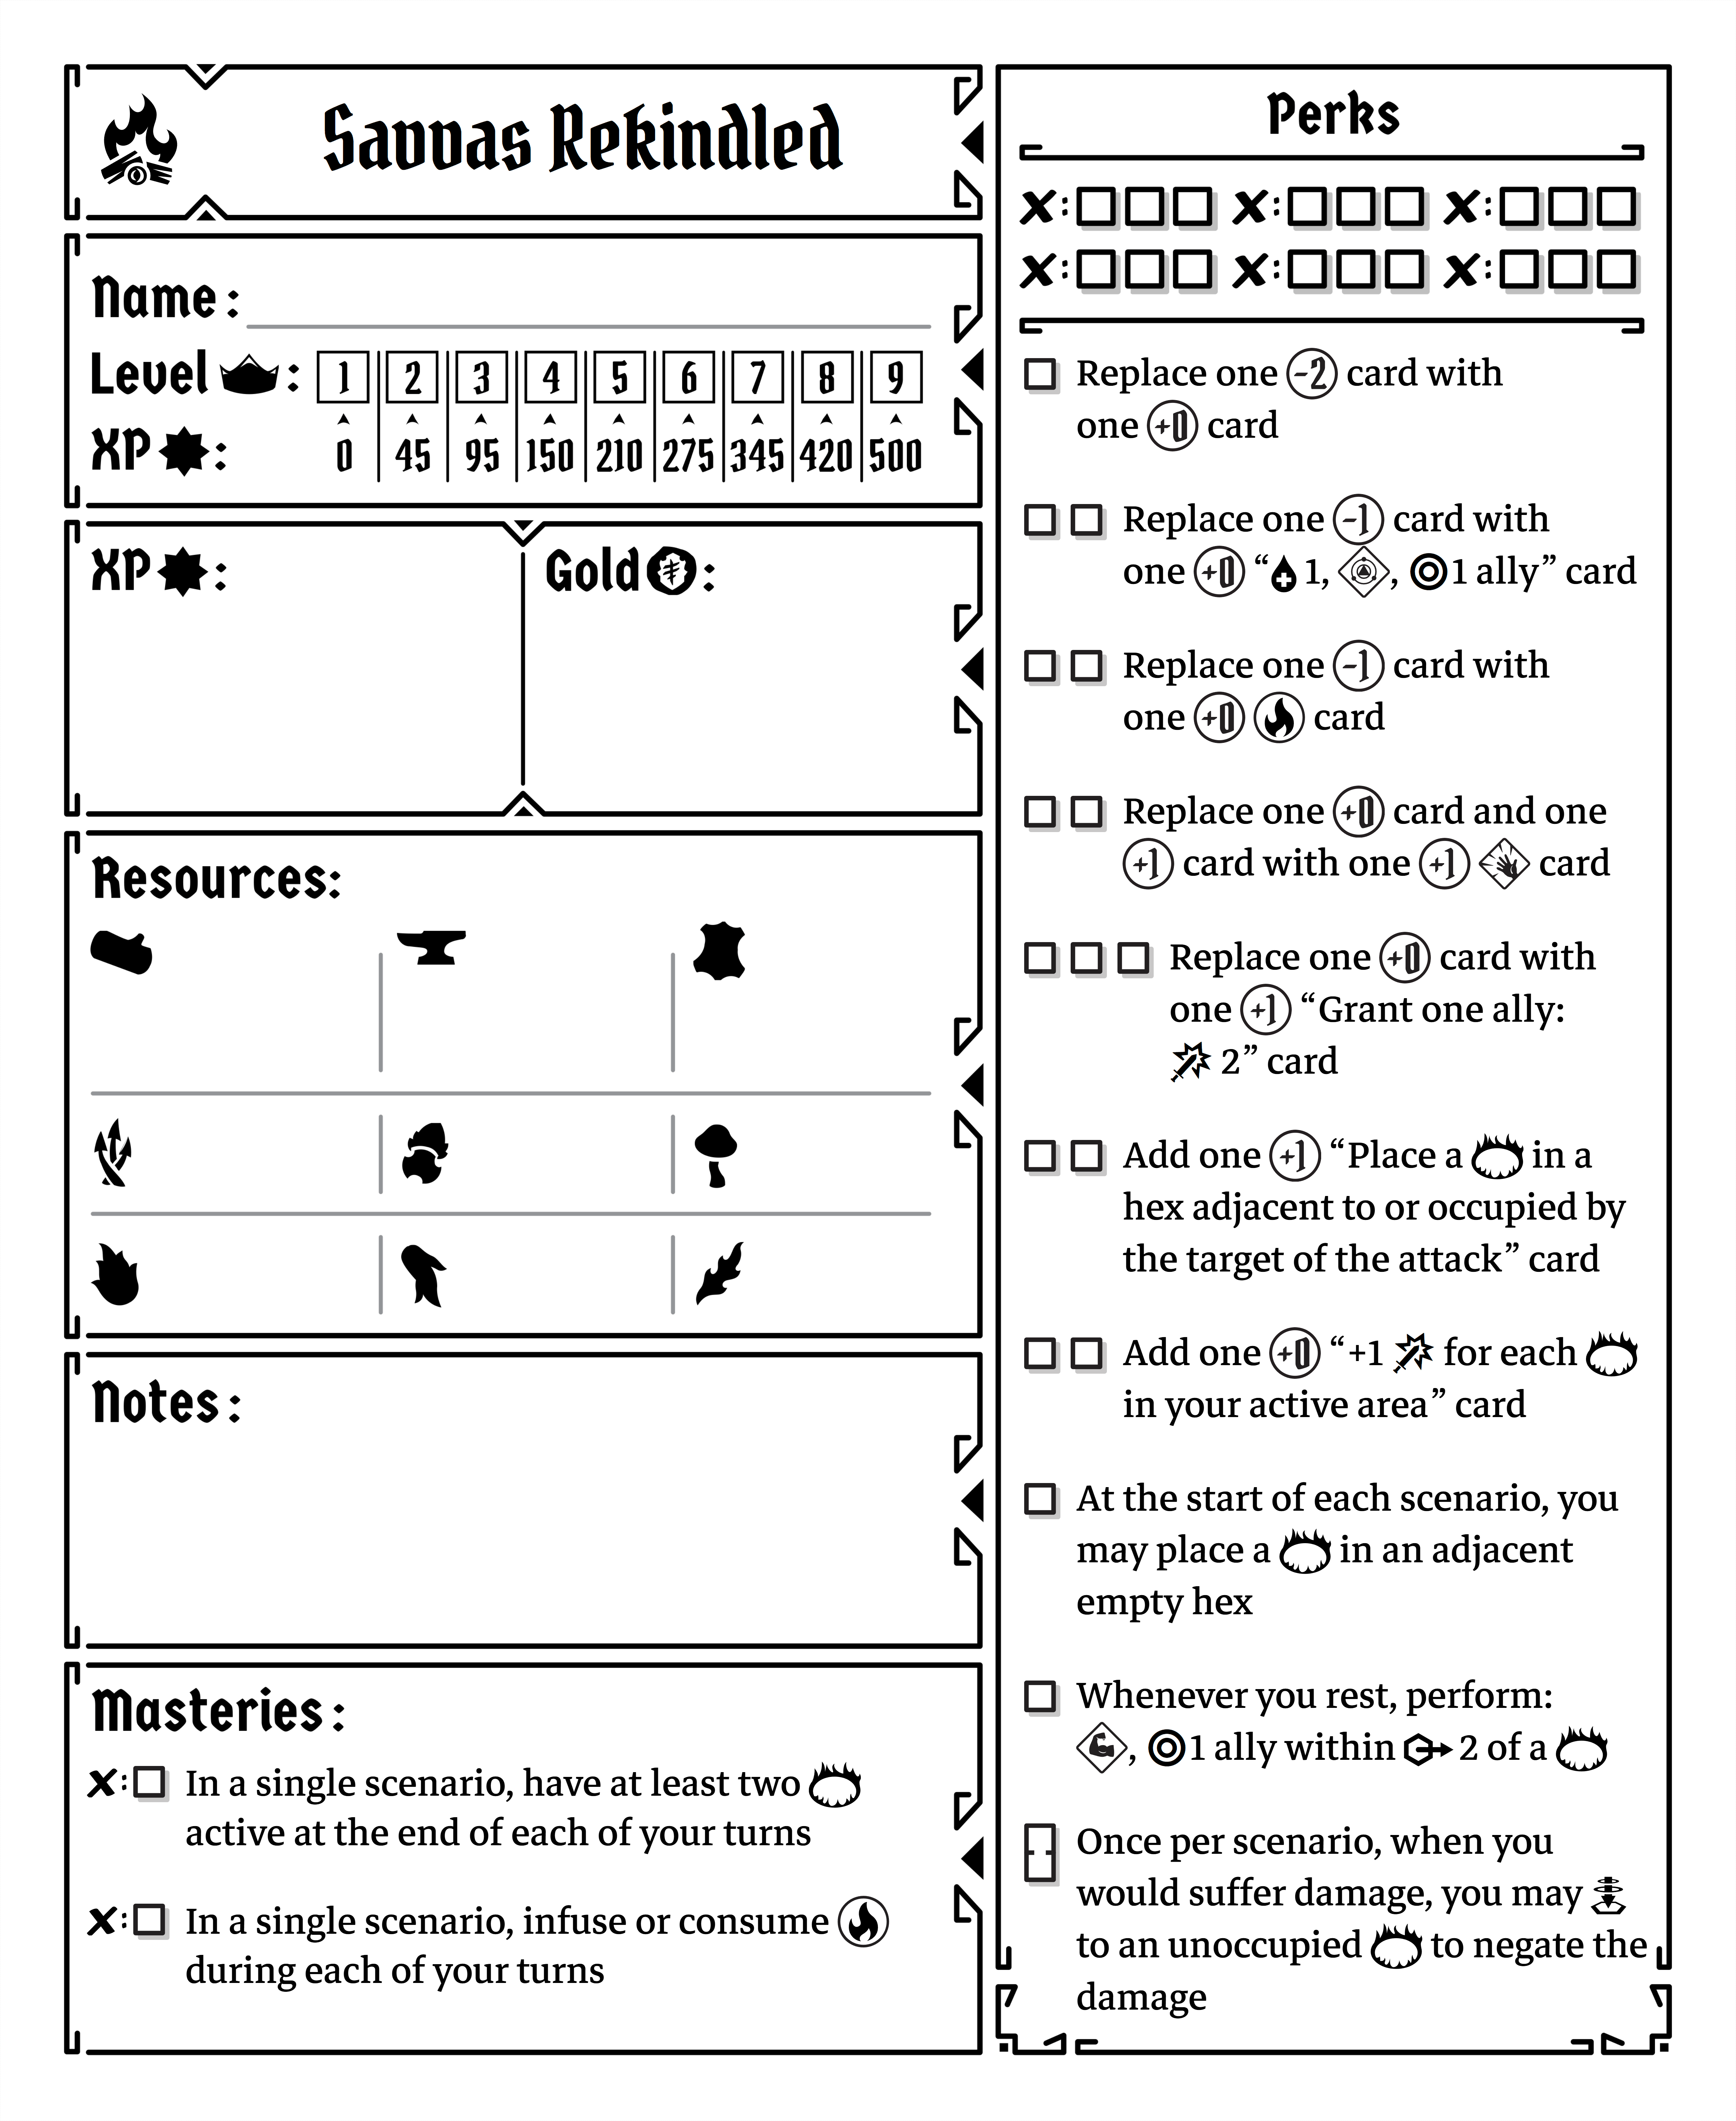 Savvas Rekindled
Name:
Level : 1 2 3 4 5 6 7 8 9
XP : 0 45 95 150 210 275 345 420 500
XP : Gold :
Resources:
Notes:
Masteries:
x: In a single scenario, have at least two
active at the end of each of your turns
x: In a single scenario, infuse or consume
during each of your turns
Perks
x: x: x:
x: x: x:
Replace one -2 card with
one +0 card
Replace one -1 card with
one +0 “ 1, , 1 ally” card
Replace one -1 card with
one +0 card
Replace one +0 card and one
+1 card with one +1 card
Replace one +0 card with
one +1 “Grant one ally:
2” card
Add one +1 “Place a in a
hex adjacent to or occupied by
the target of the attack” card
Add one +0 “+1 for each
in your active area” card
At the start of each scenario, you
may place a in an adjacent
empty hex
Whenever you rest, perform:
, 1 ally within 2 of a
Once per scenario, when you
would suffer damage, you may
to an unoccupied to negate the
damage